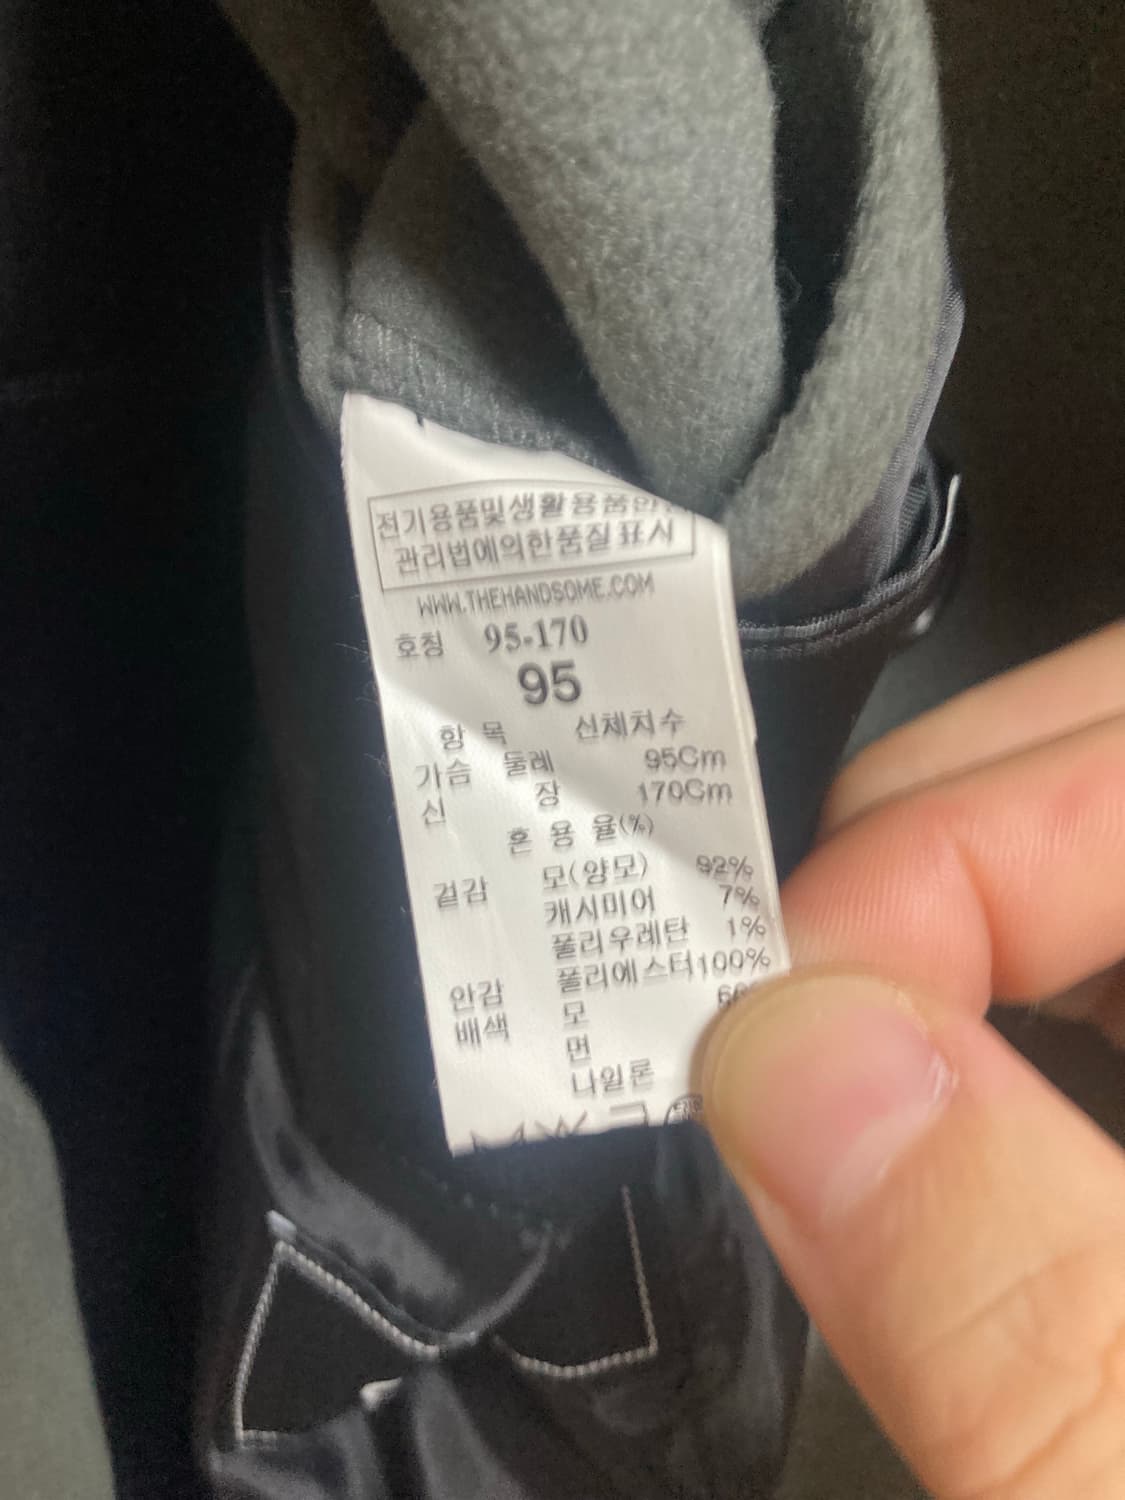 전기용품및생활용품안
관리법에의한품질표시
WWW.THEHANDSOME.COM
호칭 95-170
95
항 목 신체치수
가슴 둘레 95Cm
신 장 170Cm
혼 용 율(%)
겉감 모(양모) 92%
캐시미어 7%
폴리우레탄 1%
안감 폴리에스터100%
배색 모
면
나일론